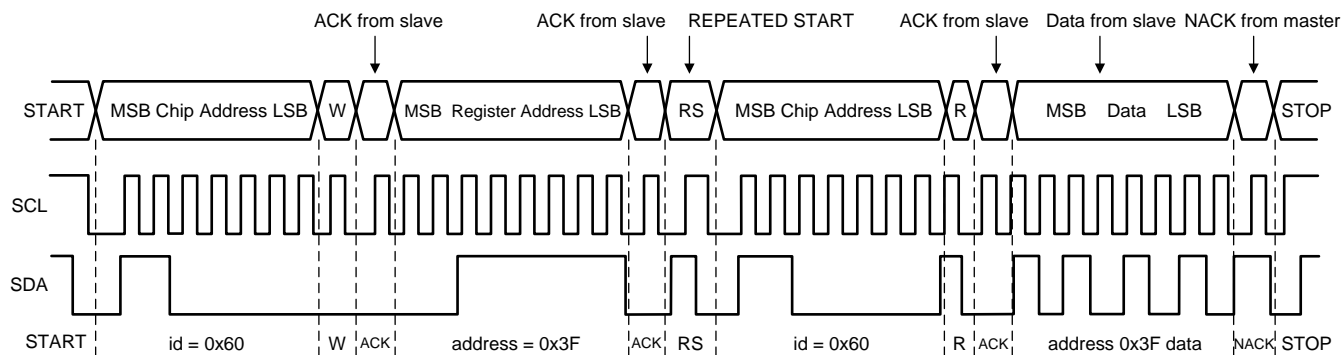 ACK from slave ACK from slave REPEATED START ACK from slave Data from slave NACK from master
START MSB Chip Address LSB W MSB Register Address LSB RS MSB Chip Address LSB R MSB Data LSB STOP
SCL
SDA
START id = 0x60 W ACK address = 0x3F ACK RS id = 0x60 R ACK address 0x3F data NACK STOP